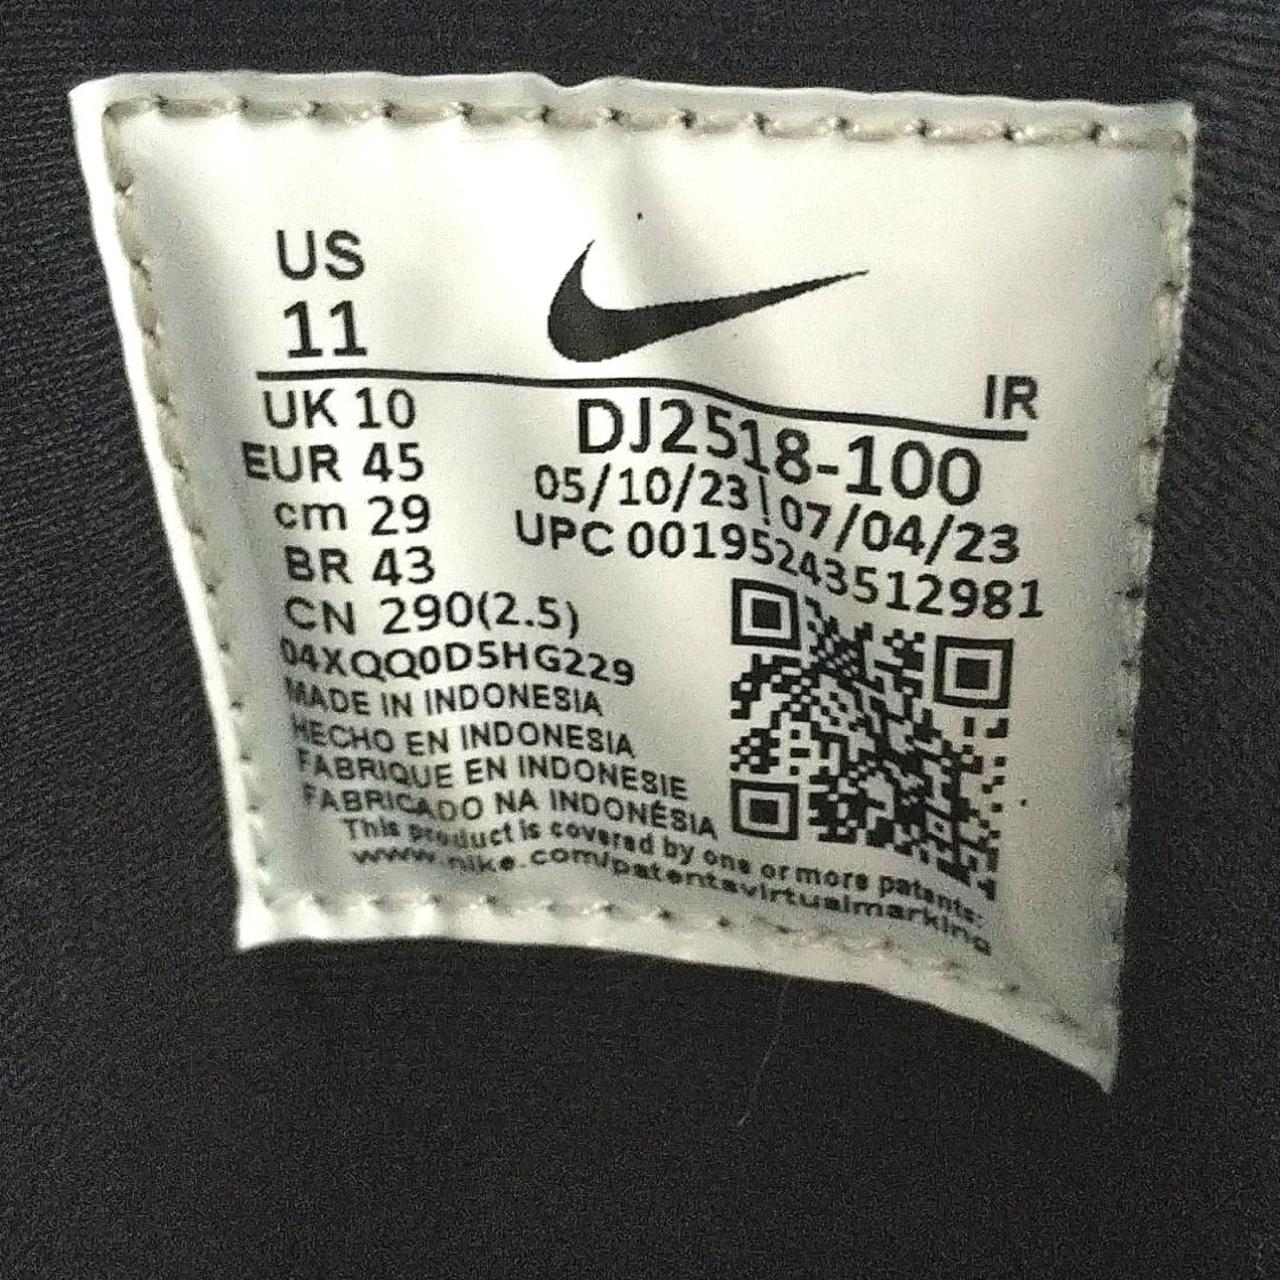 US
11
IR
UK 10
EUR 45
cm 29
BR 43
CN 290(2.5)
DJ2518-100
05/10/23 | 07/04/23
UPC 00195243512981
04XQQ0D5HG229
MADE IN INDONESIA
HECHO EN INDONESIA
FABRIQUE EN INDONESIE
FABRICADO NA INDONÉSIA
This product is covered by one or more patents:
www.nike.com/patentsvirtualmarking